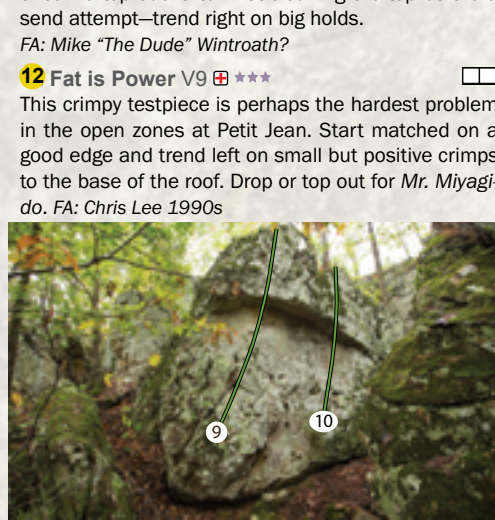 send attempt—trend right on big holds.
FA: Mike “The Dude” Wintroath?
12 Fat is Power V9 ★★★
This crimpy testpiece is perhaps the hardest problem
in the open zones at Petit Jean. Start matched on a
good edge and trend left on small but positive crimps
to the base of the roof. Drop or top out for Mr. Miyagi-
do. FA: Chris Lee 1990s
9
10